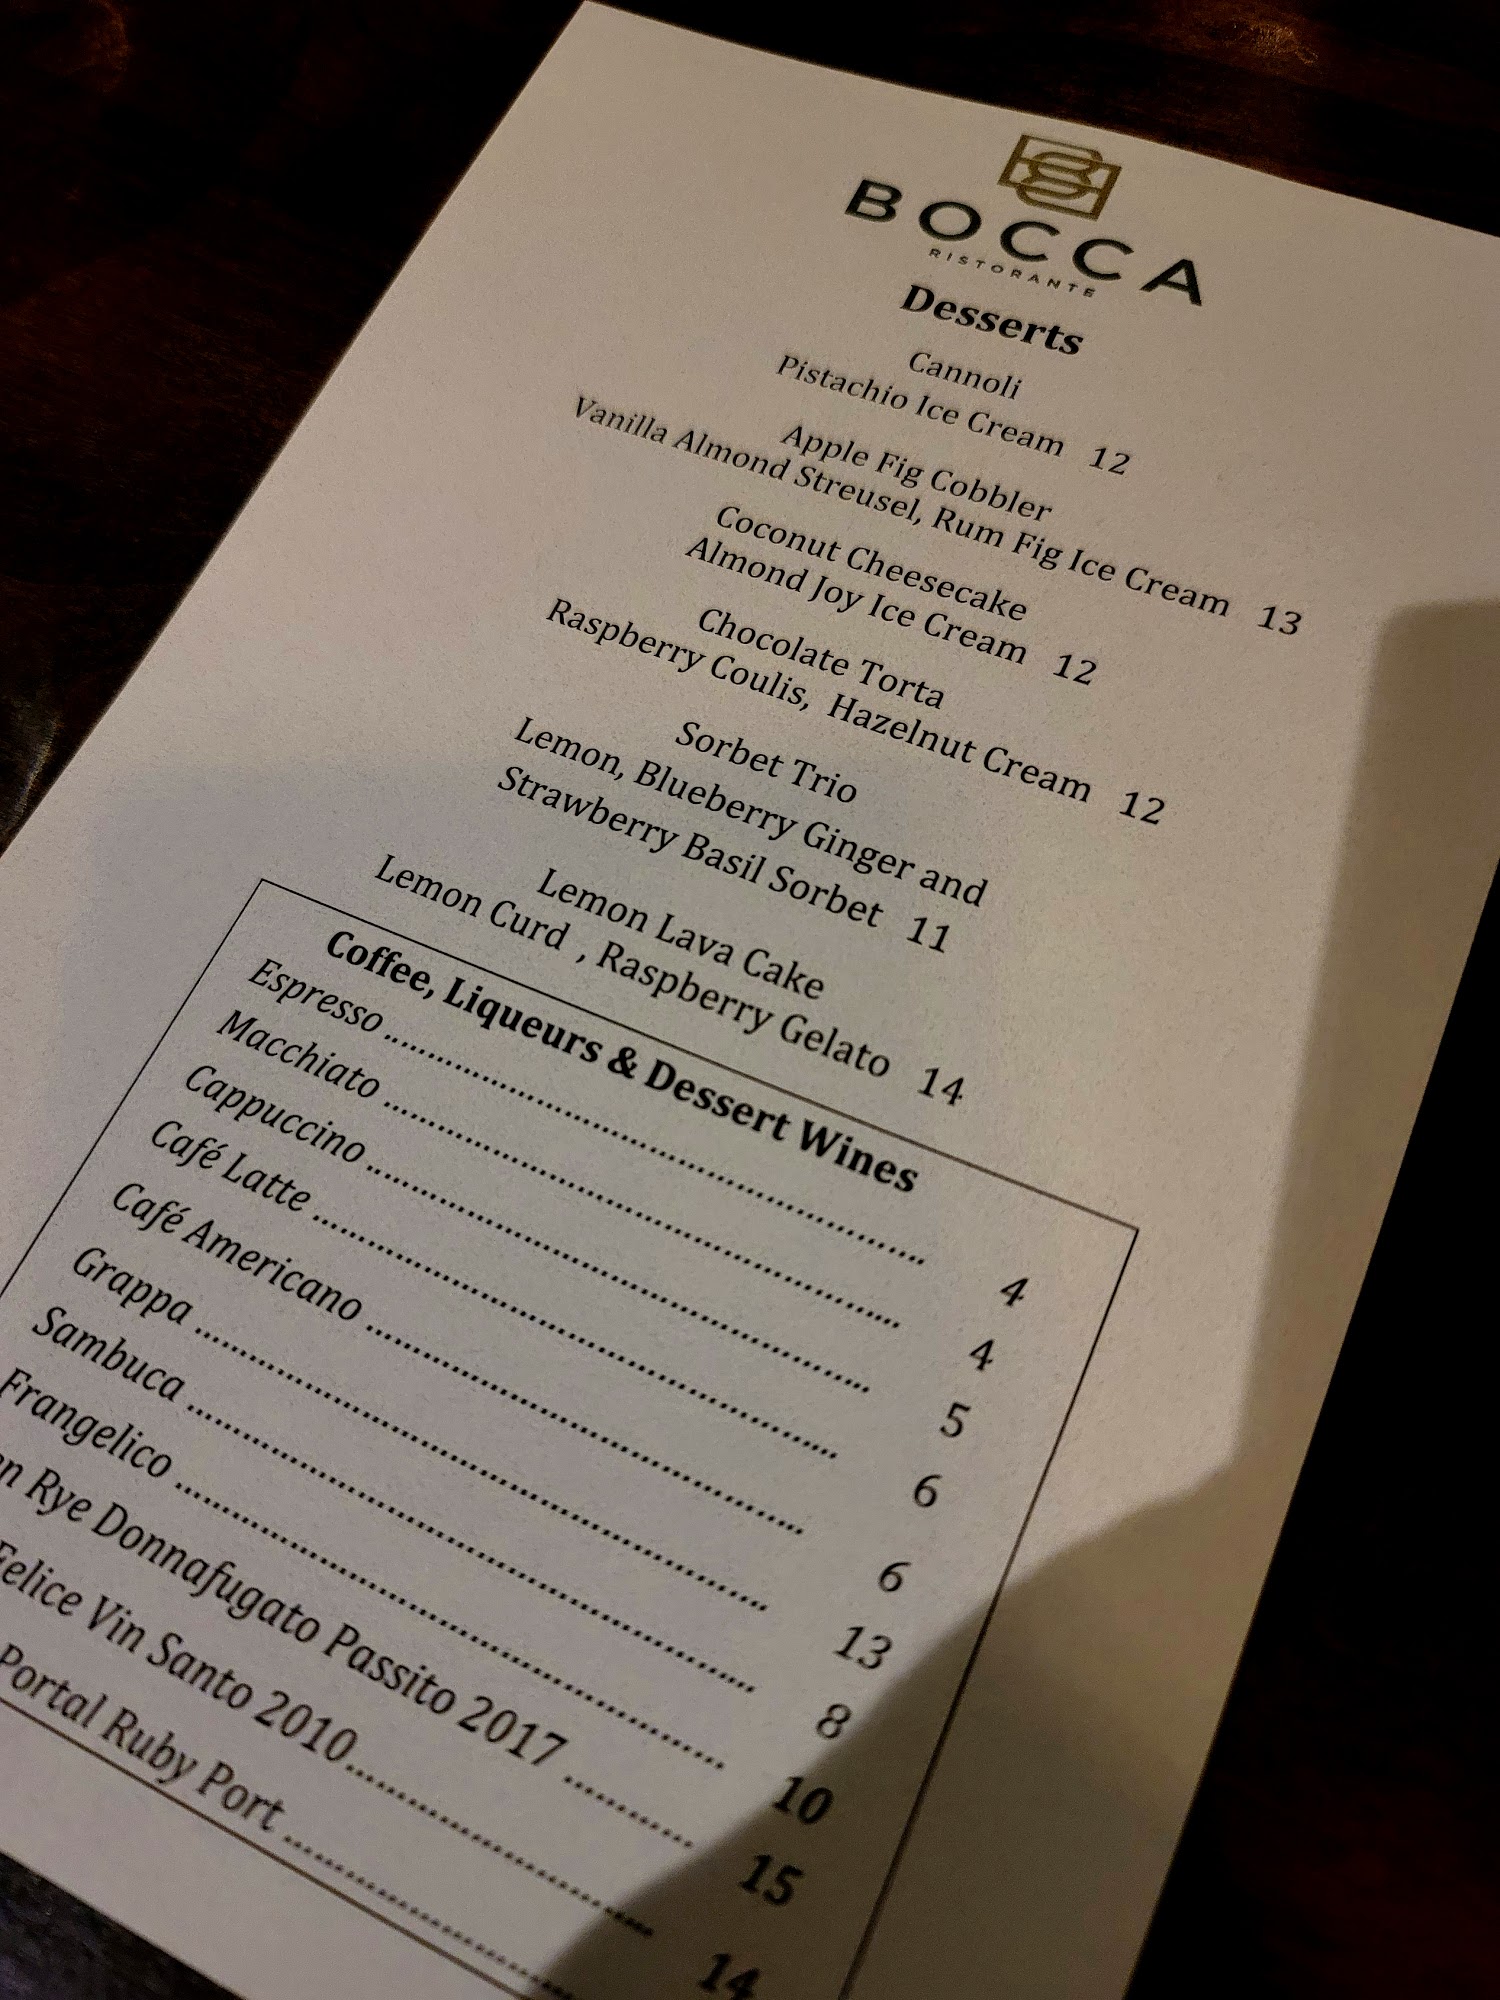 BOCCA
RISTORANTE
Desserts
Cannoli
Pistachio Ice Cream 12
Apple Fig Cobbler
Vanilla Almond Streusel, Rum Fig Ice Cream 13
Coconut Cheesecake
Almond Joy Ice Cream 12
Chocolate Torta
Raspberry Coulis, Hazelnut Cream 12
Sorbet Trio
Lemon, Blueberry Ginger and
Strawberry Basil Sorbet 11
Lemon Lava Cake
Lemon Curd , Raspberry Gelato 14
Coffee, Liqueurs & Dessert Wines
Espresso 4
Macchiato 4
Cappuccino 5
Café Latte 6
Café Americano 6
Grappa 13
Sambuca 8
Frangelico 10
Rye Donnafugato Passito 2017 15
Felice Vin Santo 2010 14
Portal Ruby Port